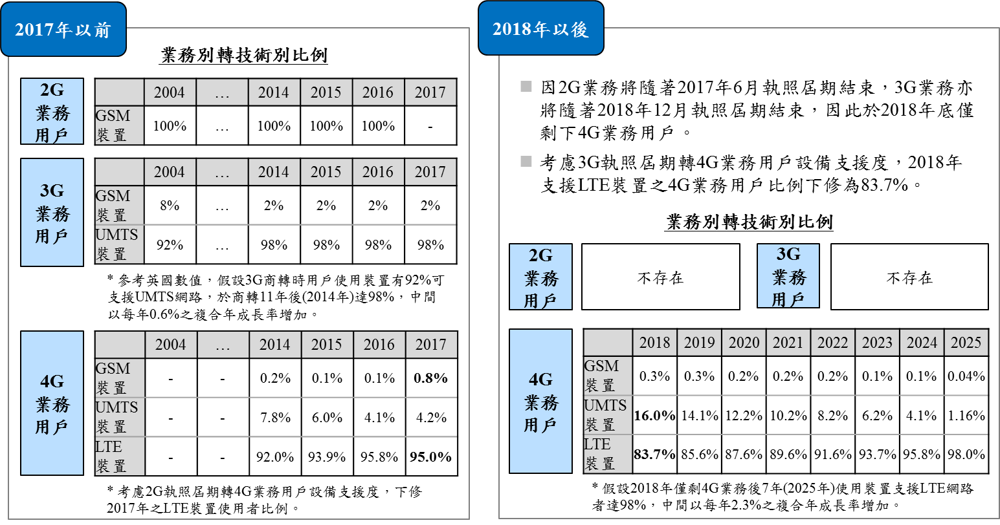 2017年以前
業務別轉技術別比例
2G
業務
用戶
2004 … 2014 2015 2016 2017
GSM
裝置 100% … 100% 100% 100% -
3G
業務
用戶
2004 … 2014 2015 2016 2017
GSM
裝置 8% … 2% 2% 2% 2%
UMTS
裝置 92% … 98% 98% 98% 98%
* 參考英國數值，假設3G商轉時用戶使用裝置有92%可
支援UMTS網路，於商轉11年後(2014年)達98%，中間
以每年0.6%之複合年成長率增加。
4G
業務
用戶
2004 … 2014 2015 2016 2017
GSM
裝置 - - 0.2% 0.1% 0.1% 0.8%
UMTS
裝置 - - 7.8% 6.0% 4.1% 4.2%
LTE
裝置 - - 92.0% 93.9% 95.8% 95.0%
* 考慮2G執照屆期轉4G業務用戶設備支援度，下修
2017年之LTE裝置使用者比例。
2018年以後
因2G業務將隨著2017年6月執照屆期結束，3G業務亦
將隨著2018年12月執照屆期結束，因此於2018年底僅
剩下4G業務用戶。
考慮3G執照屆期轉4G業務用戶設備支援度，2018年
支援LTE裝置之4G業務用戶比例下修為83.7%。
業務別轉技術別比例
2G
業務
用戶
不存在
3G
業務
用戶
不存在
4G
業務
用戶
2018 2019 2020 2021 2022 2023 2024 2025
GSM
裝置 0.3% 0.3% 0.2% 0.2% 0.2% 0.1% 0.1% 0.04%
UMTS
裝置 16.0% 14.1% 12.2% 10.2% 8.2% 6.2% 4.1% 1.16%
LTE
裝置 83.7% 85.6% 87.6% 89.6% 91.6% 93.7% 95.8% 98.0%
* 假設2018年僅剩4G業務後7年(2025年)使用裝置支援LTE網路
者達98%，中間以每年2.3%之複合年成長率增加。